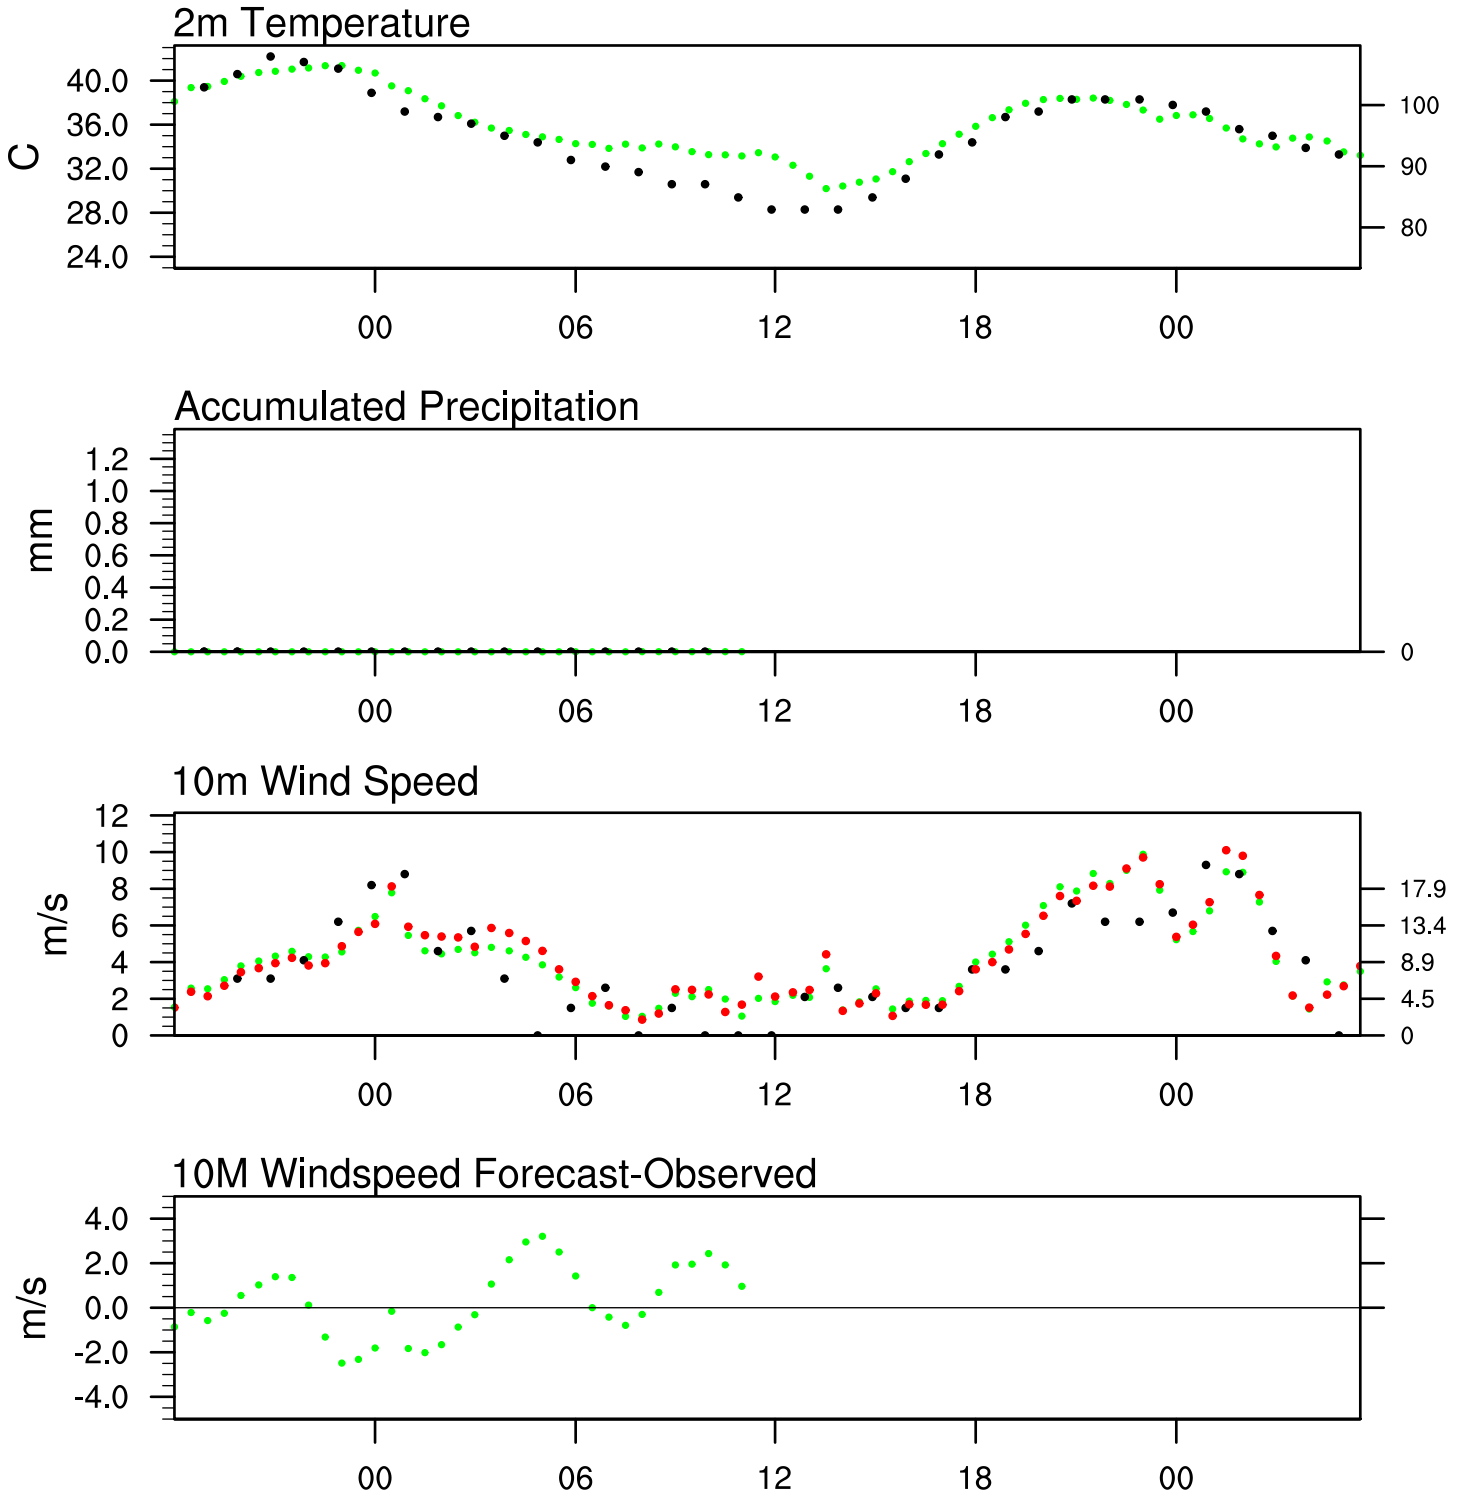 2m Temperature
40.0
36.0
32.0
28.0
24.0
C
100
90
80
00 06 12 18 00
Accumulated Precipitation
1.2
1.0
0.8
0.6
0.4
0.2
0.0
mm
0
00 06 12 18 00
10m Wind Speed
12
10
8
6
4
2
0
m/s
17.9
13.4
8.9
4.5
0
00 06 12 18 00
10M Windspeed Forecast-Observed
4.0
2.0
0.0
-2.0
-4.0
m/s
00 06 12 18 00